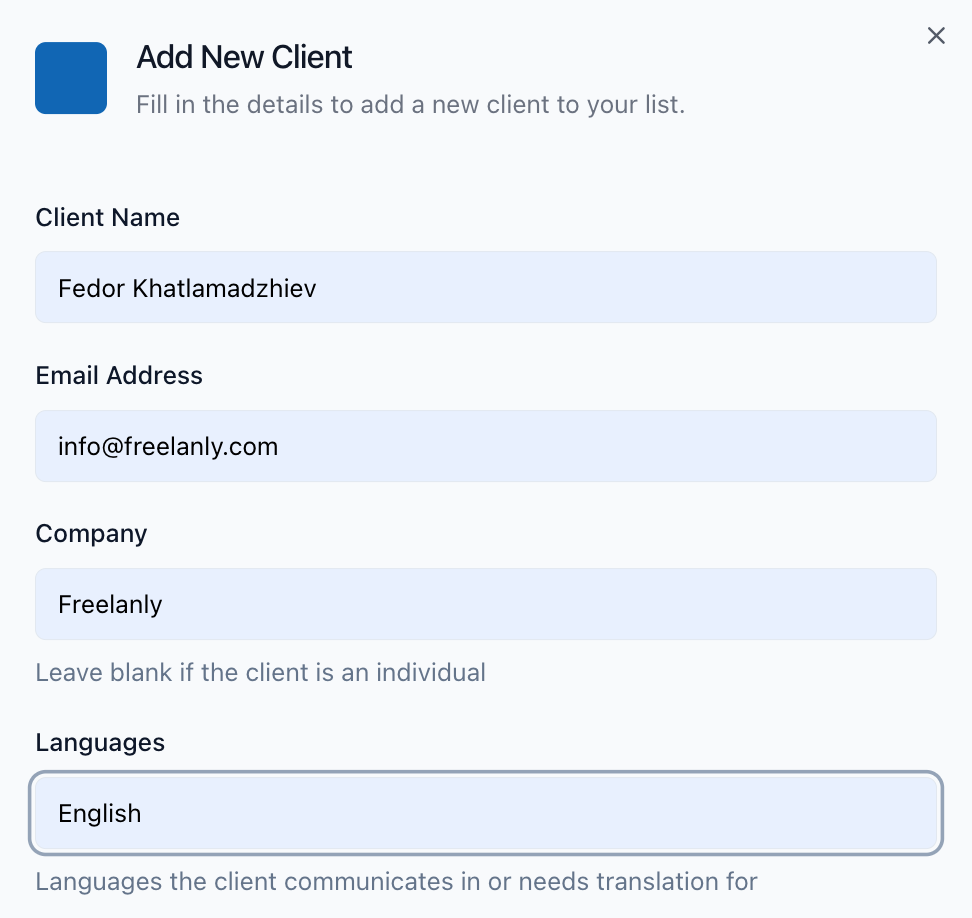 Add New Client
Fill in the details to add a new client to your list.
Client Name
Fedor Khatlamadzhiev
Email Address
info@freelanly.com
Company
Freelanly
Leave blank if the client is an individual
Languages
English
Languages the client communicates in or needs translation for